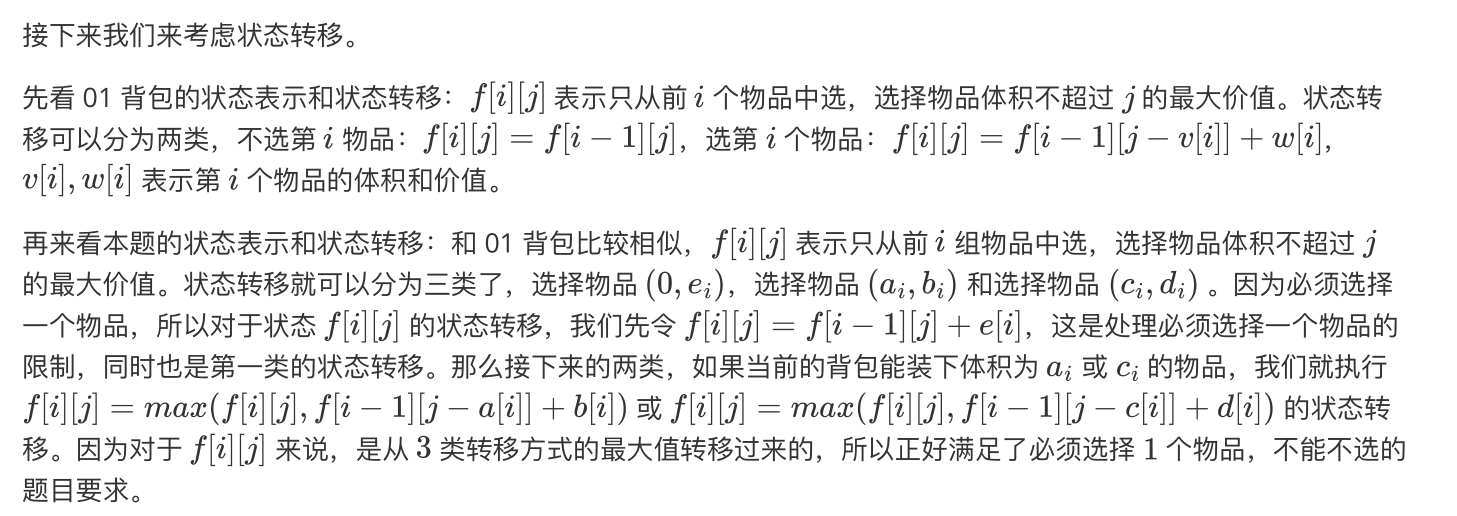 接下来我们来考虑状态转移。
先看 01 背包的状态表示和状态转移：f[i][j] 表示只从前 i 个物品中选，选择物品体积不超过 j 的最大价值。状态转
移可以分为两类，不选第 i 物品：f[i][j] = f[i − 1][j]，选第 i 个物品：f[i][j] = f[i − 1][j − v[i]] + w[i]，
v[i], w[i] 表示第 i 个物品的体积和价值。
再来看本题的状态表示和状态转移：和 01 背包比较相似，f[i][j] 表示只从前 i 组物品中选，选择物品体积不超过 j
的最大价值。状态转移就可以分为三类了，选择物品 (0, e_i)，选择物品 (a_i, b_i) 和选择物品 (c_i, d_i) 。因为必须选择
一个物品，所以对于状态 f[i][j] 的状态转移，我们先令 f[i][j] = f[i − 1][j] + e[i]，这是处理必须选择一个物品的
限制，同时也是第一类的状态转移。那么接下来的两类，如果当前的背包能装下体积为 a_i 或 c_i 的物品，我们就执行
f[i][j] = max(f[i][j], f[i − 1][j − a[i]] + b[i]) 或 f[i][j] = max(f[i][j], f[i − 1][j − c[i]] + d[i]) 的状态转
移。因为对于 f[i][j] 来说，是从 3 类转移方式的最大值转移过来的，所以正好满足了必须选择 1 个物品，不能不选的
题目要求。